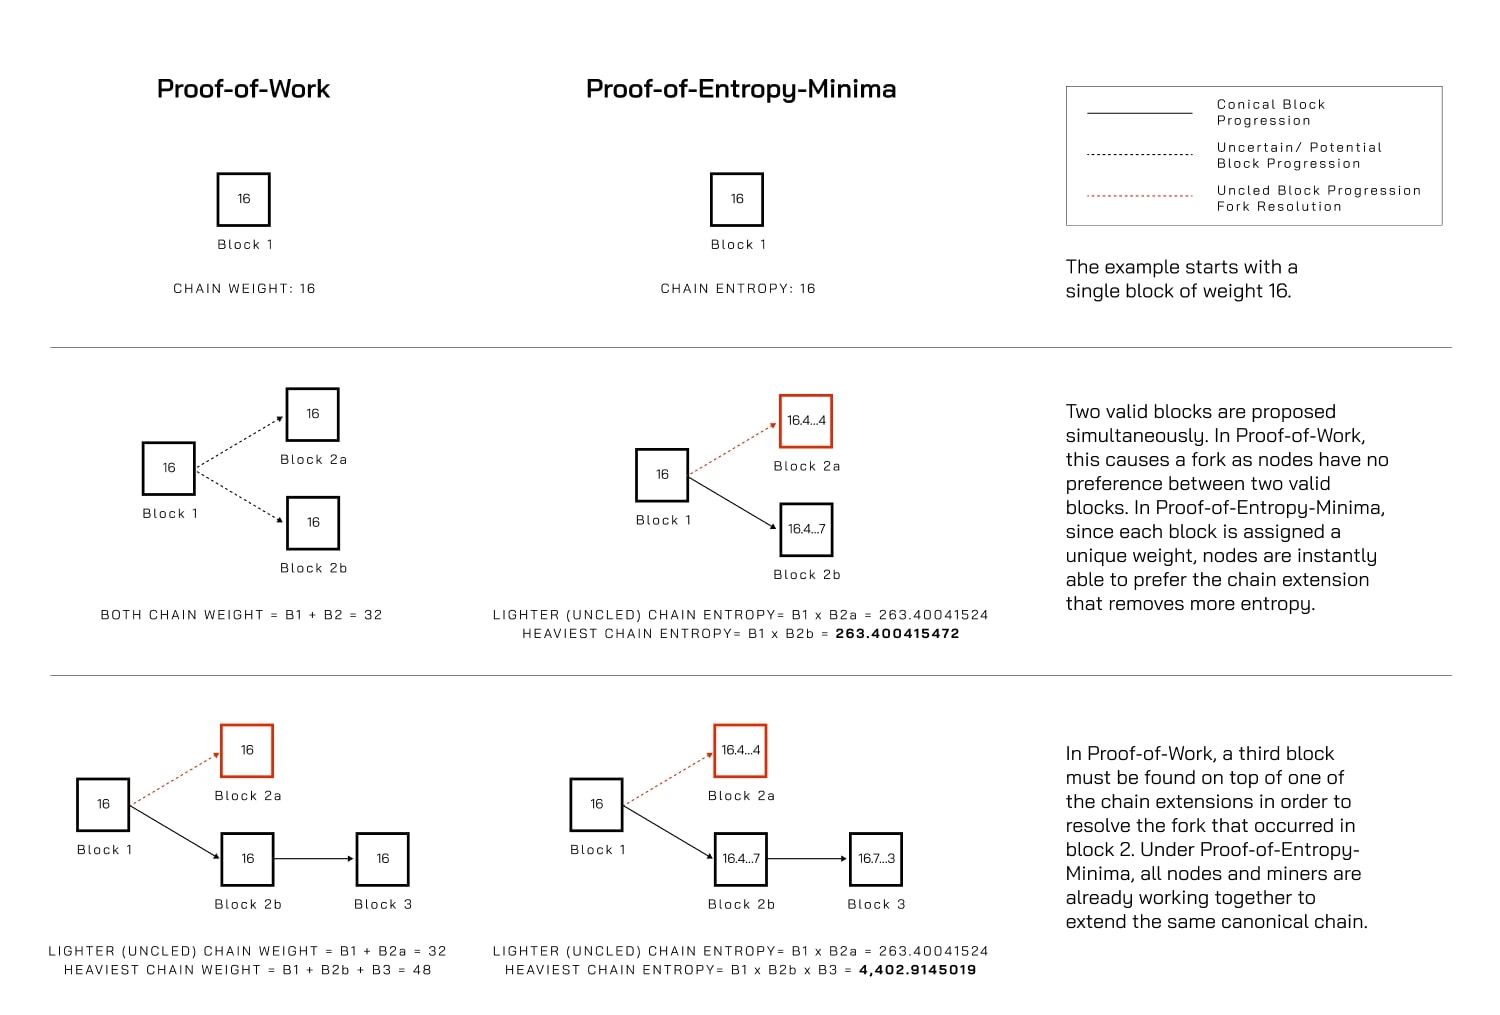 Proof-of-Work
Proof-of-Entropy-Minima
Conical Block
Progression
Uncertain/ Potential
Block Progression
Uncled Block Progression
Fork Resolution
16
Block 1
CHAIN WEIGHT: 16
16
Block 1
CHAIN ENTROPY: 16
The example starts with a
single block of weight 16.
16
Block 1
16
Block 2a
16
Block 2b
BOTH CHAIN WEIGHT = B1 + B2 = 32
16
Block 1
16.4...4
Block 2a
16.4...7
Block 2b
LIGHTER (UNCLED) CHAIN ENTROPY= B1 x B2a = 263.40041524
HEAVIEST CHAIN ENTROPY= B1 x B2b = 263.400415472
Two valid blocks are proposed
simultaneously. In Proof-of-Work,
this causes a fork as nodes have no
preference between two valid
blocks. In Proof-of-Entropy-Minima,
since each block is assigned a
unique weight, nodes are instantly
able to prefer the chain extension
that removes more entropy.
16
Block 1
16
Block 2a
16
Block 2b
16
Block 3
LIGHTER (UNCLED) CHAIN WEIGHT = B1 + B2a = 32
HEAVIEST CHAIN WEIGHT = B1 + B2b + B3 = 48
16
Block 1
16.4...4
Block 2a
16.4...7
Block 2b
16.7...3
Block 3
LIGHTER (UNCLED) CHAIN ENTROPY= B1 x B2a = 263.40041524
HEAVIEST CHAIN ENTROPY= B1 x B2b x B3 = 4,402.9145019
In Proof-of-Work, a third block
must be found on top of one of
the chain extensions in order to
resolve the fork that occurred in
block 2. Under Proof-of-Entropy-
Minima, all nodes and miners are
already working together to
extend the same canonical chain.